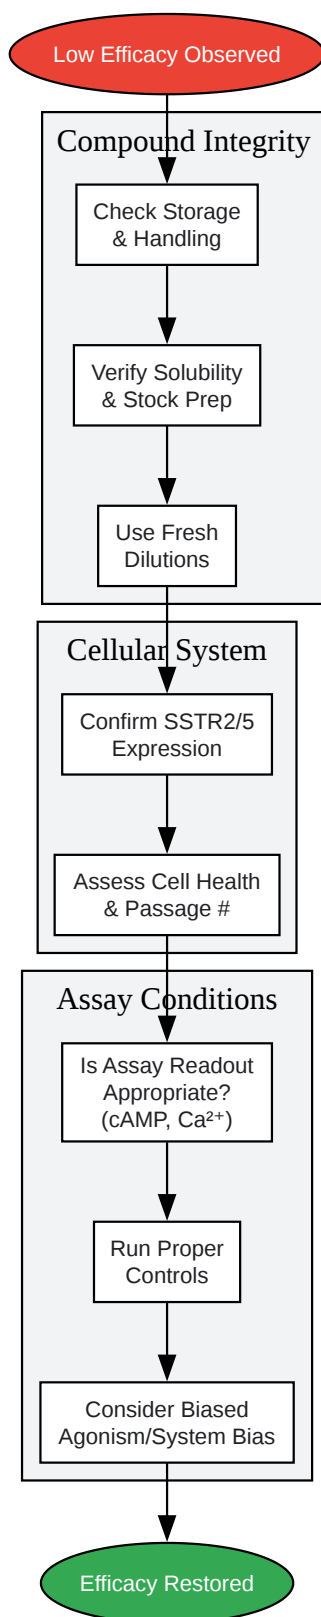 Low Efficacy Observed
Compound Integrity
Check Storage
& Handling
Verify Solubility
& Stock Prep
Use Fresh
Dilutions
Cellular System
Confirm SSTR2/5
Expression
Assess Cell Health
& Passage #
Assay Conditions
Is Assay Readout
Appropriate?
(cAMP, Ca²⁺)
Run Proper
Controls
Consider Biased
Agonism/System Bias
Efficacy Restored